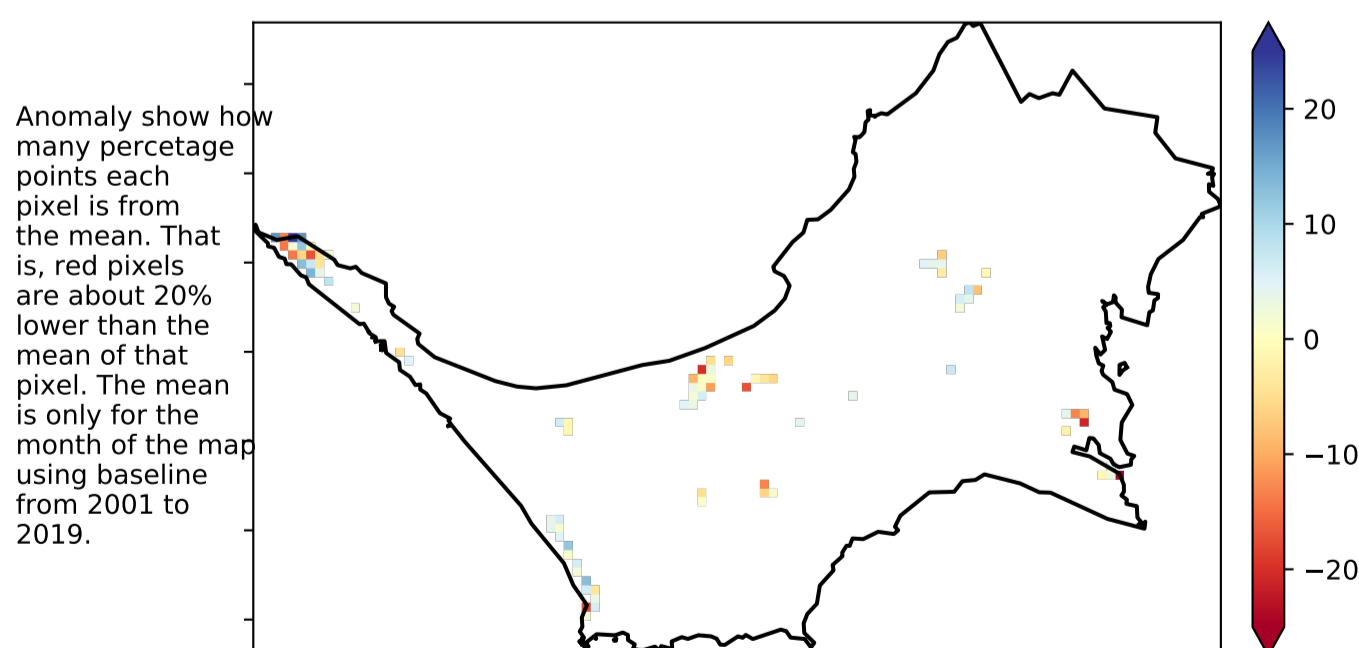 Anomaly show how
many percetage
points each
pixel is from
the mean. That
is, red pixels
are about 20%
lower than the
mean of that
pixel. The mean
is only for the
month of the map
using baseline
from 2001 to
2019.
20
10
0
−10
−20